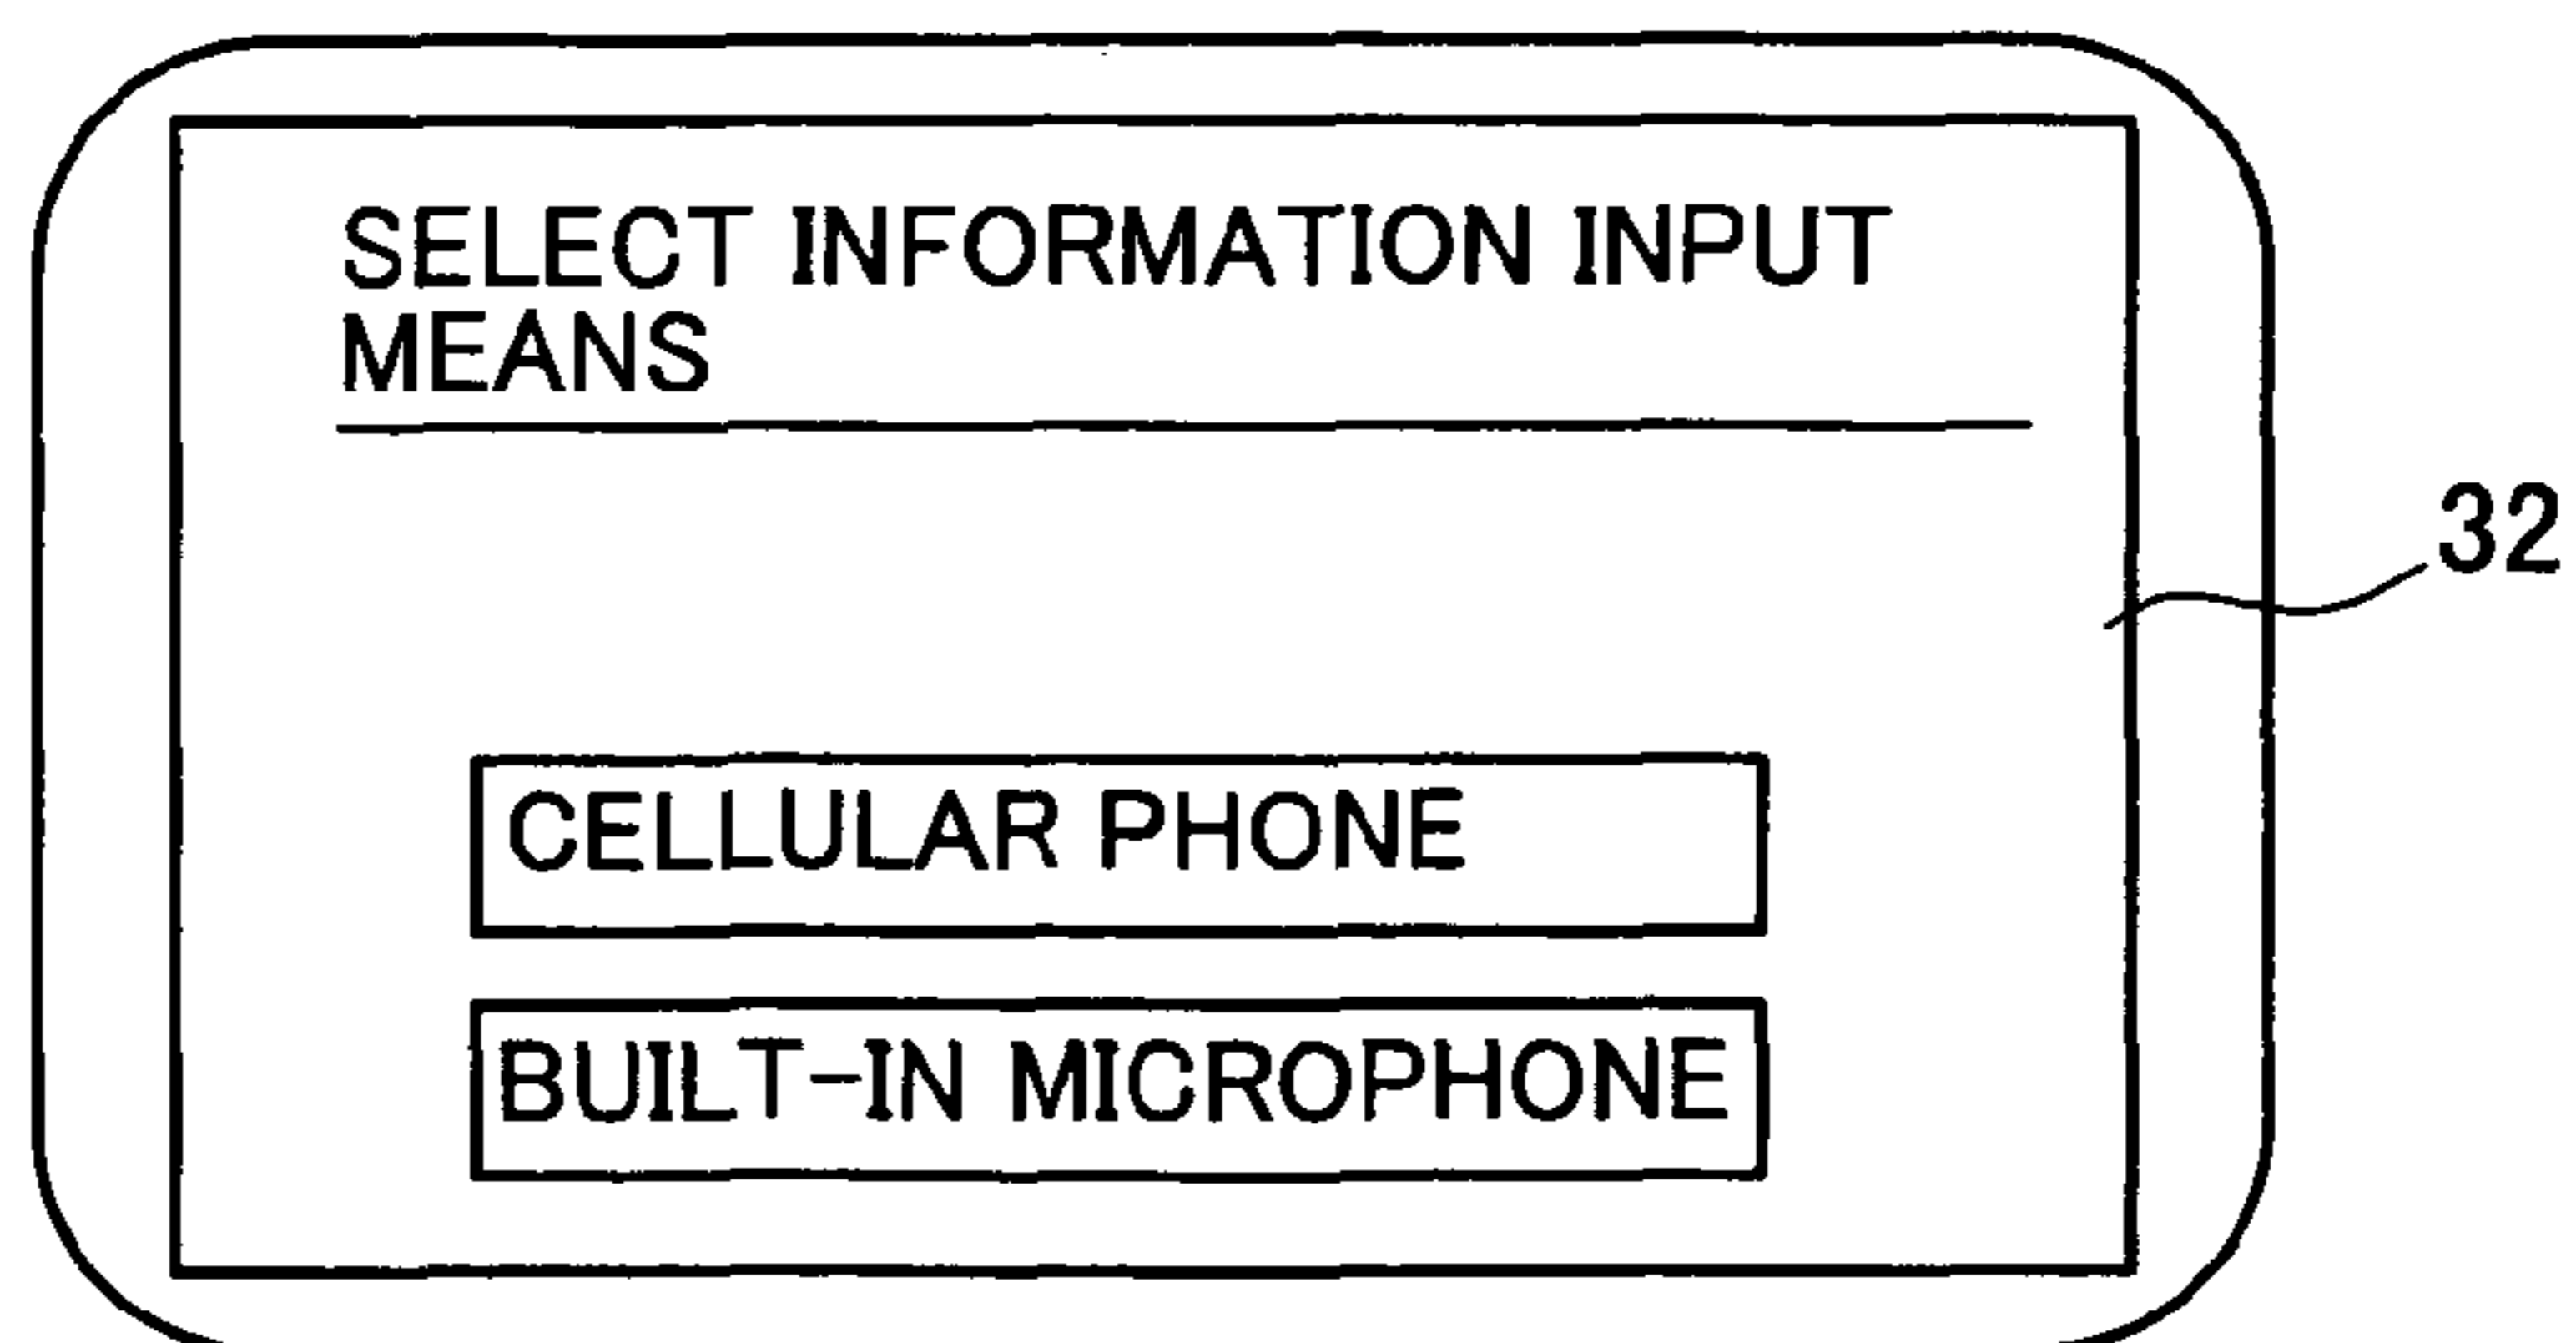 SELECT INFORMATION INPUT
MEANS
32
CELLULAR PHONE
BUILT-IN MICROPHONE